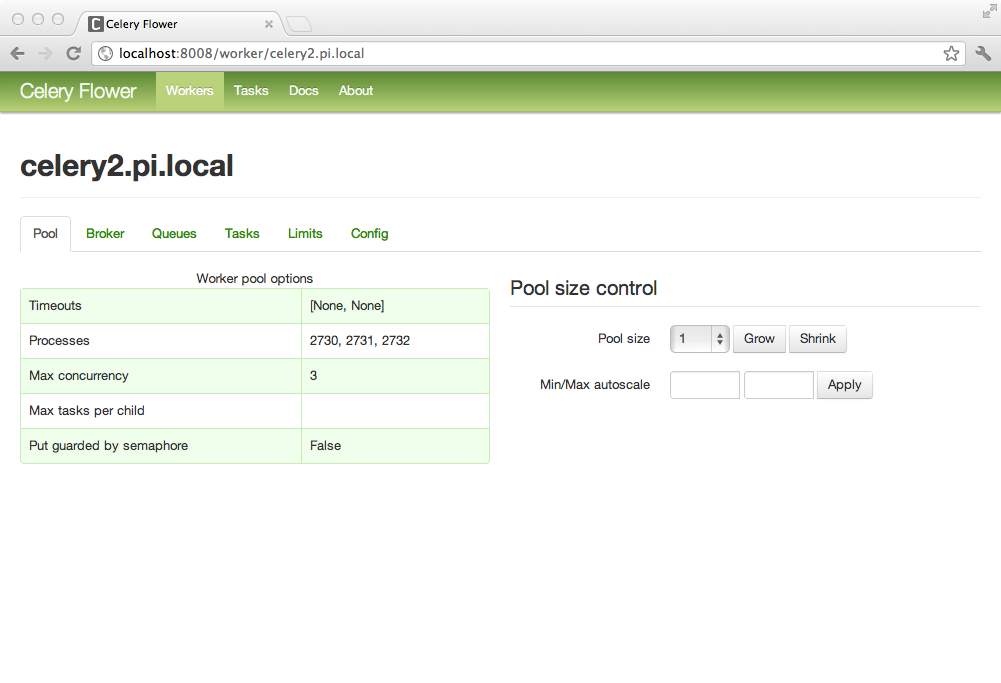 Celery Flower
localhost:8008/worker/celery2.pi.local
Celery Flower Workers Tasks Docs About
celery2.pi.local
Pool Broker Queues Tasks Limits Config
Worker pool options
Timeouts [None, None]
Processes 2730, 2731, 2732
Max concurrency 3
Max tasks per child
Put guarded by semaphore False
Pool size control
Pool size 1 Grow Shrink
Min/Max autoscale Apply